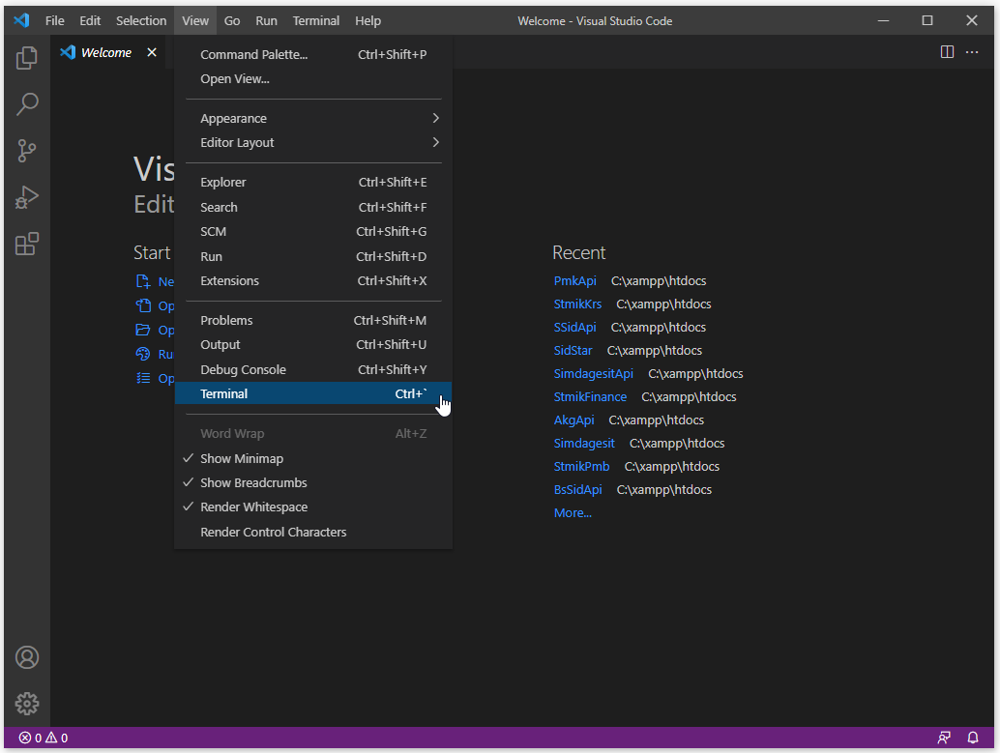 File Edit Selection View Go Run Terminal Help Welcome - Visual Studio Code
Welcome
Command Palette... Ctrl+Shift+P
Open View...
Appearance
Editor Layout
Explorer Ctrl+Shift+E
Search Ctrl+Shift+F
SCM Ctrl+Shift+G
Run Ctrl+Shift+D
Extensions Ctrl+Shift+X
Problems Ctrl+Shift+M
Output Ctrl+Shift+U
Debug Console Ctrl+Shift+Y
Terminal Ctrl+`
Word Wrap Alt+Z
Show Minimap
Show Breadcrumbs
Render Whitespace
Render Control Characters
Vis
Edit
Start
Ne
Op
Op
Ru
Op
Recent
PmkApi C:\xampp\htdocs
StmikKrs C:\xampp\htdocs
SSidApi C:\xampp\htdocs
SidStar C:\xampp\htdocs
SimdagesitApi C:\xampp\htdocs
StmikFinance C:\xampp\htdocs
AkgApi C:\xampp\htdocs
Simdagesit C:\xampp\htdocs
StmikPmb C:\xampp\htdocs
BsSidApi C:\xampp\htdocs
More...
0 0